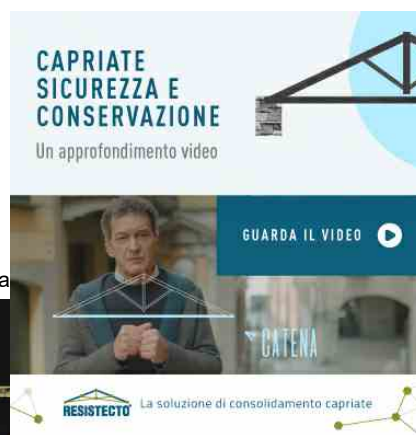 CAPRIATE
SICUREZZA E
CONSERVAZIONE
Un approfondimento video
GUARDA IL VIDEO
a
CATENA
RESISTECTO
La soluzione di consolidamento capriate